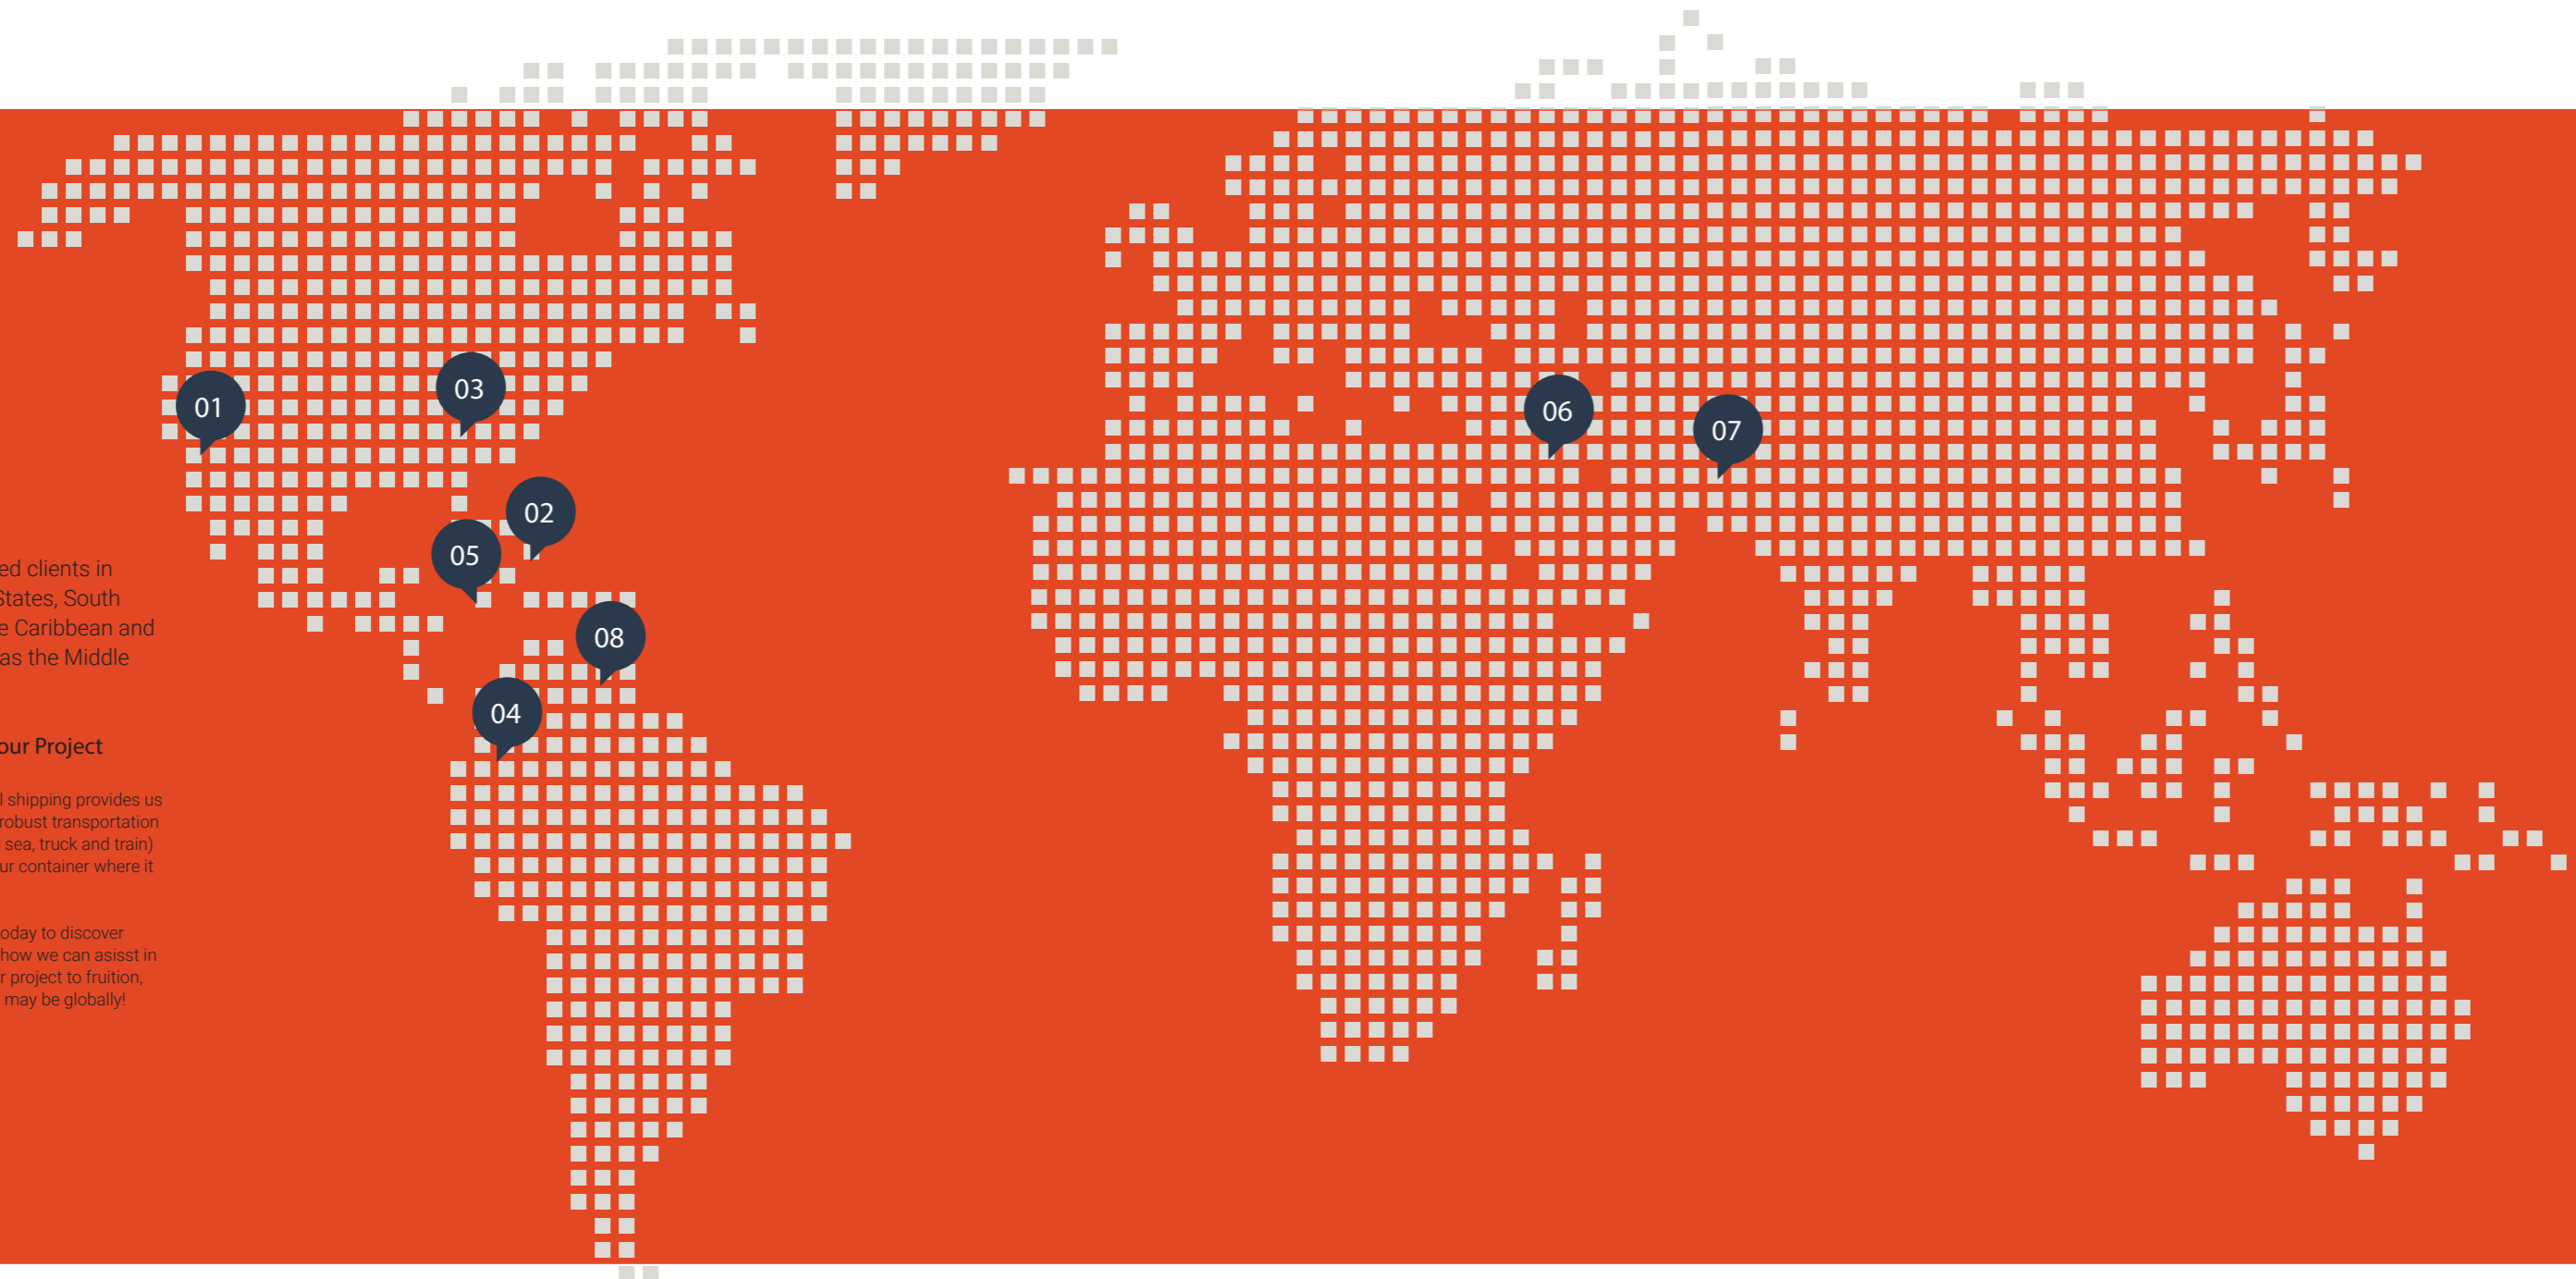 ed clients in
States, South
e Caribbean and
as the Middle
our Project
l shipping provides us
robust transportation
sea, truck and train)
ur container where it
oday to discover
how we can asisst in
r project to fruition,
may be globally!
01
03
02
05
08
04
06
07